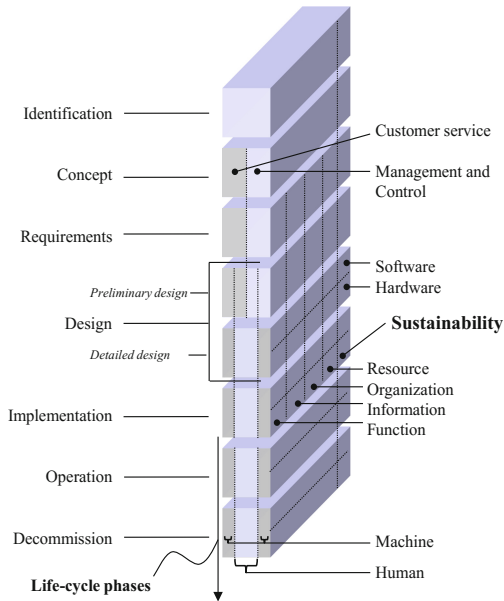 Identification
Customer service
Concept
Management and
Control
Requirements
Software
Preliminary design
Hardware
Design
Sustainability
Detailed design
Resource
Organization
Implementation
Information
Function
Operation
Decommission
Machine
Life-cycle phases
Human